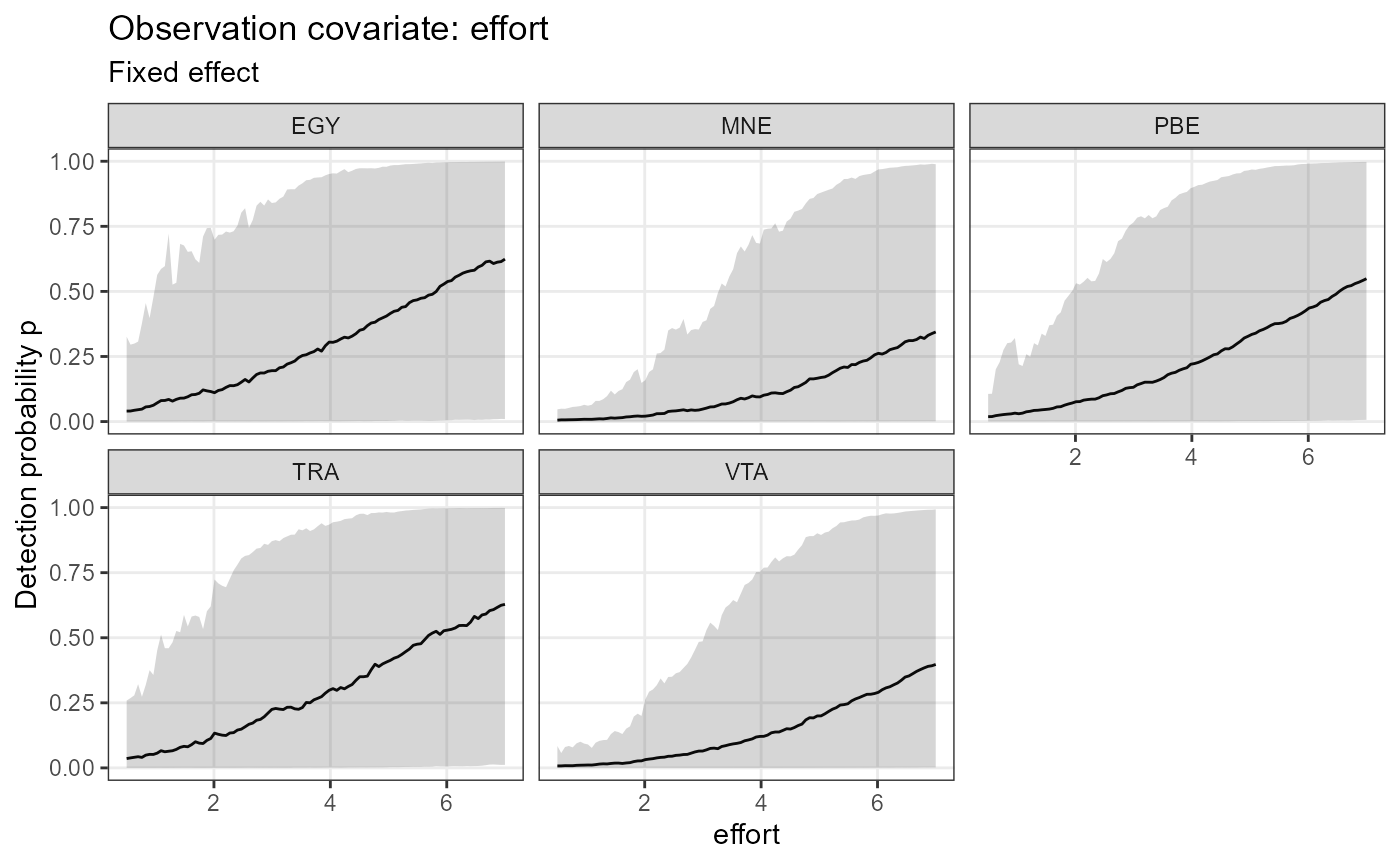 Observation covariate: effort
Fixed effect
EGY
MNE
PBE
1.00
0.75
0.50
0.25
0.00
2 4 6
TRA
VTA
1.00
0.75
0.50
0.25
0.00
2 4 6
2 4 6
effort
Detection probability p